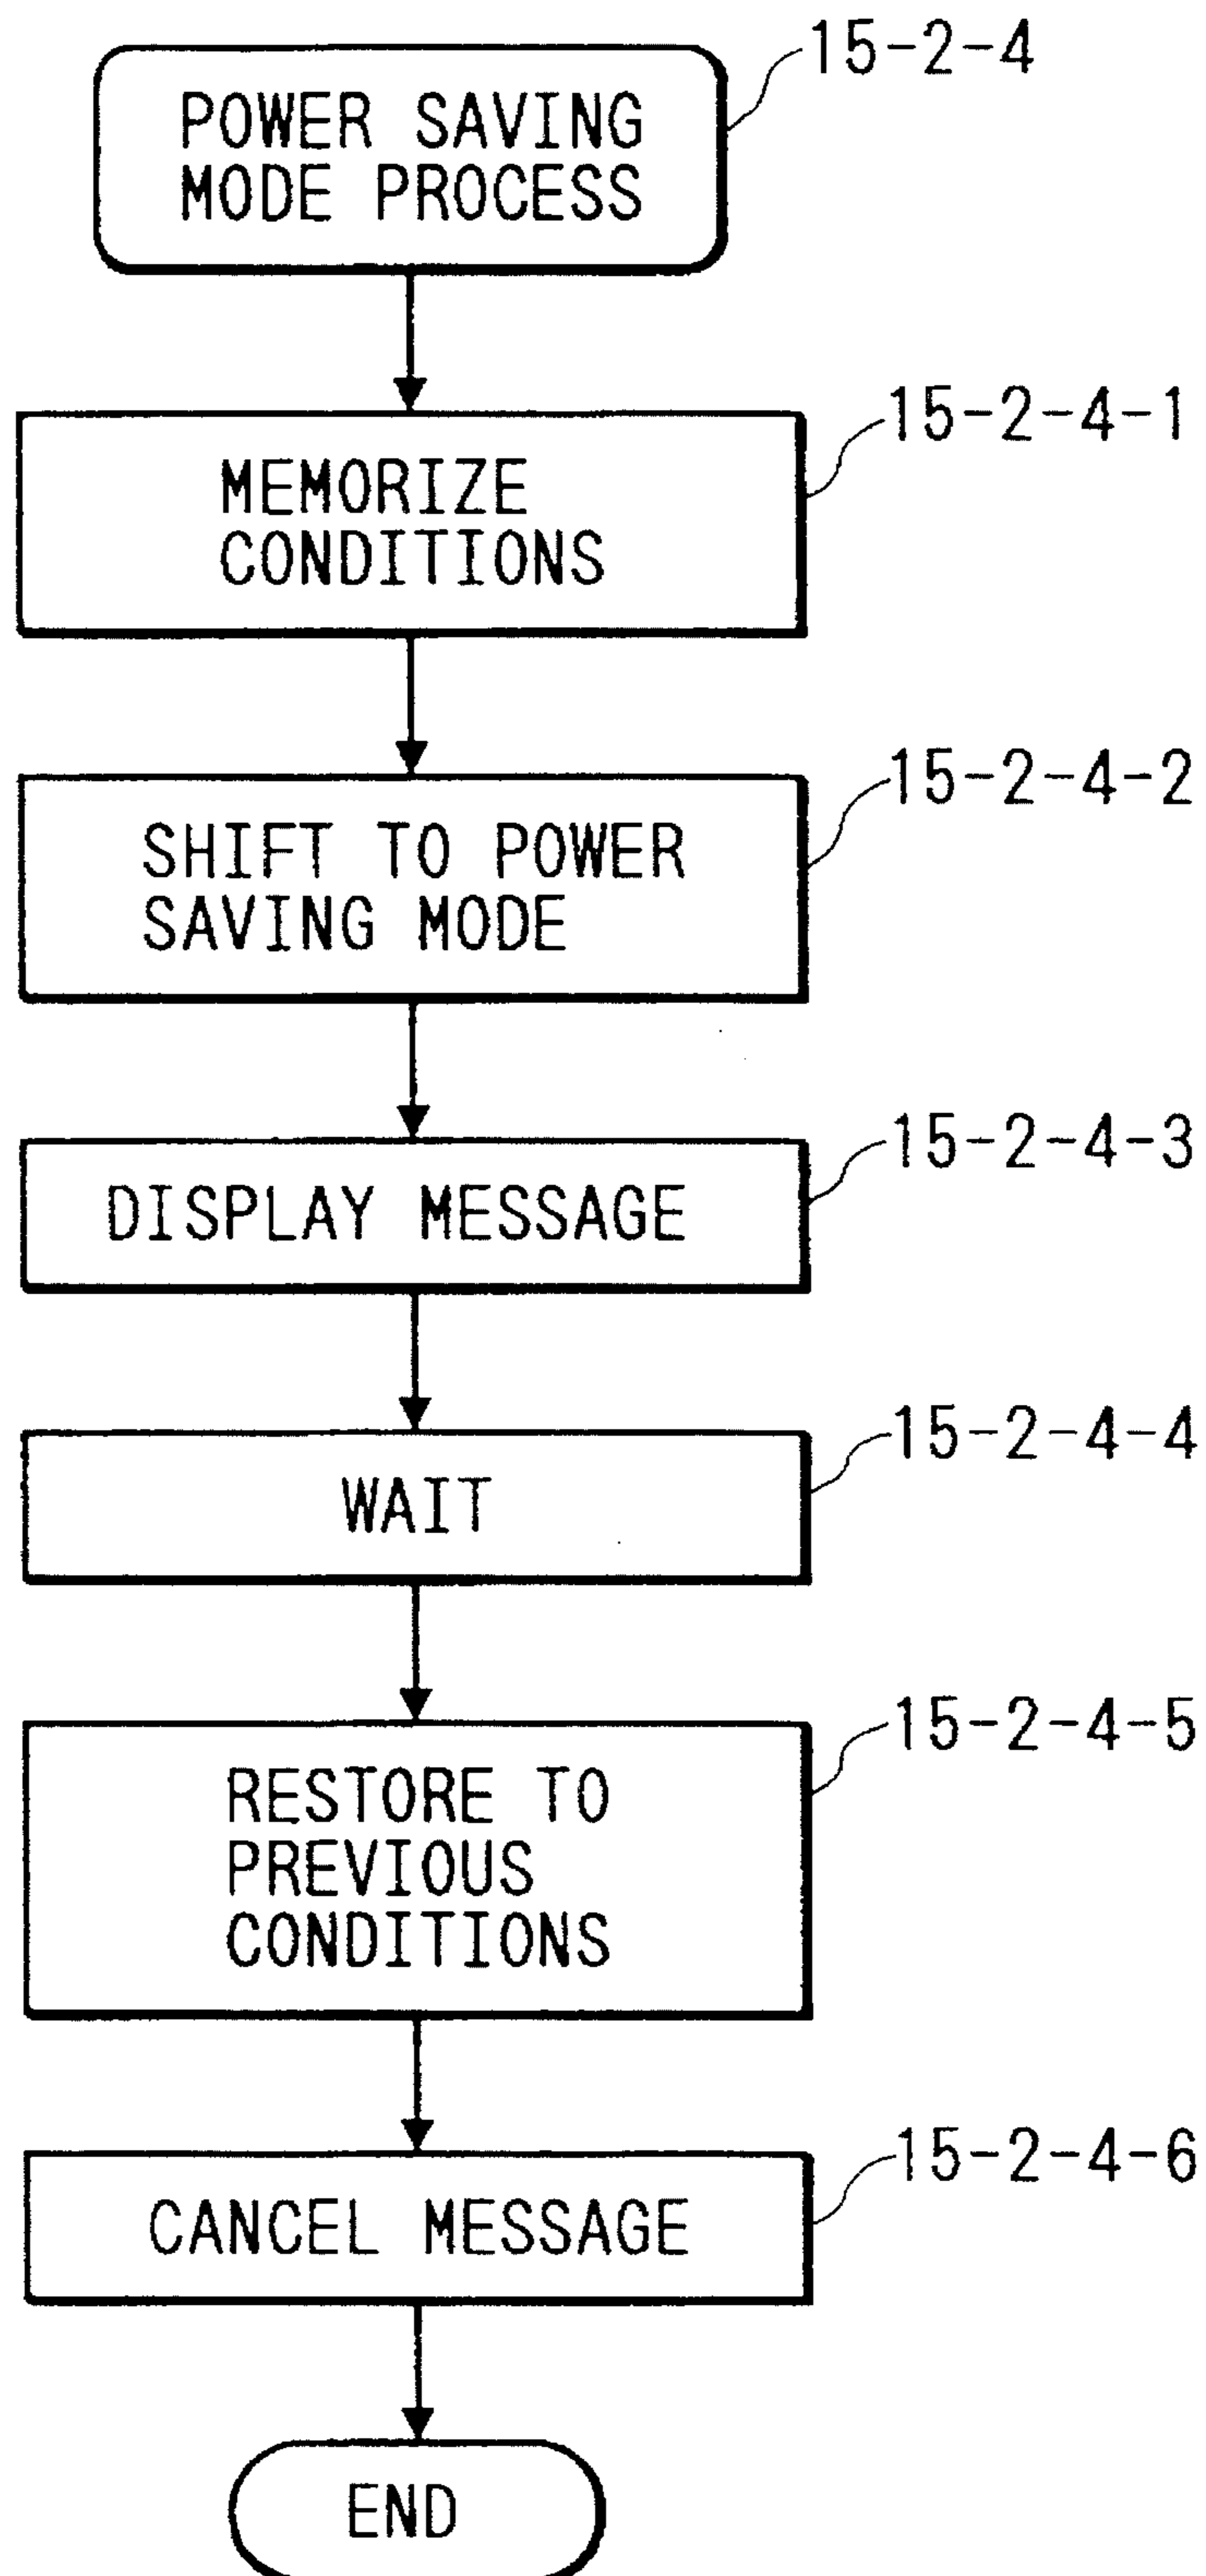 15-2-4
POWER SAVING
MODE PROCESS
15-2-4-1
MEMORIZE
CONDITIONS
15-2-4-2
SHIFT TO POWER
SAVING MODE
15-2-4-3
DISPLAY MESSAGE
15-2-4-4
WAIT
15-2-4-5
RESTORE TO
PREVIOUS
CONDITIONS
15-2-4-6
CANCEL MESSAGE
END